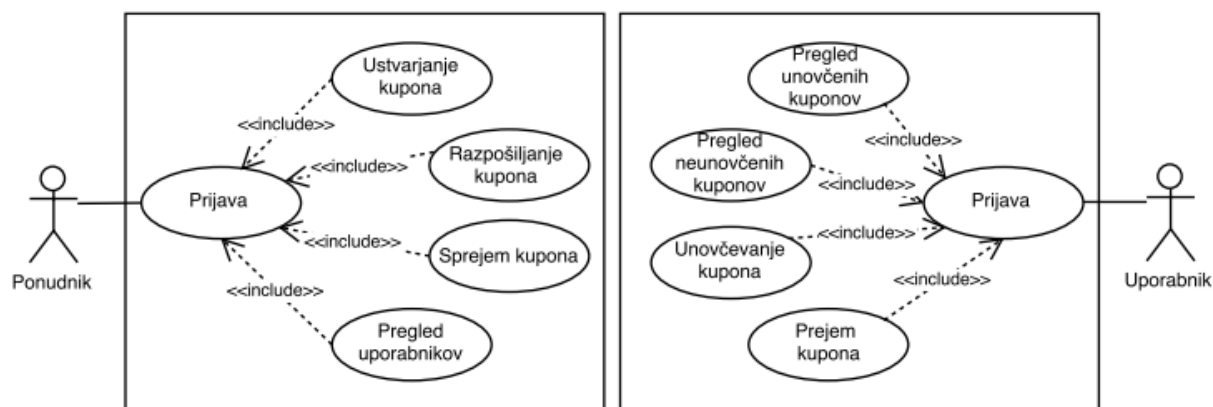 Ustvarjanje
kupona
<<include>>
Razpošiljanje
kupona
<<include>>
Prijava
<<include>>
Sprejem kupona
<<include>>
Pregled
uporabnikov
Ponudnik
Pregled
unovčenih
kuponov
<<include>>
Pregled
neunovčenih
kuponov
<<include>>
Prijava
<<include>>
Unovčevanje
kupona
<<include>>
Prejem
kupona
Uporabnik